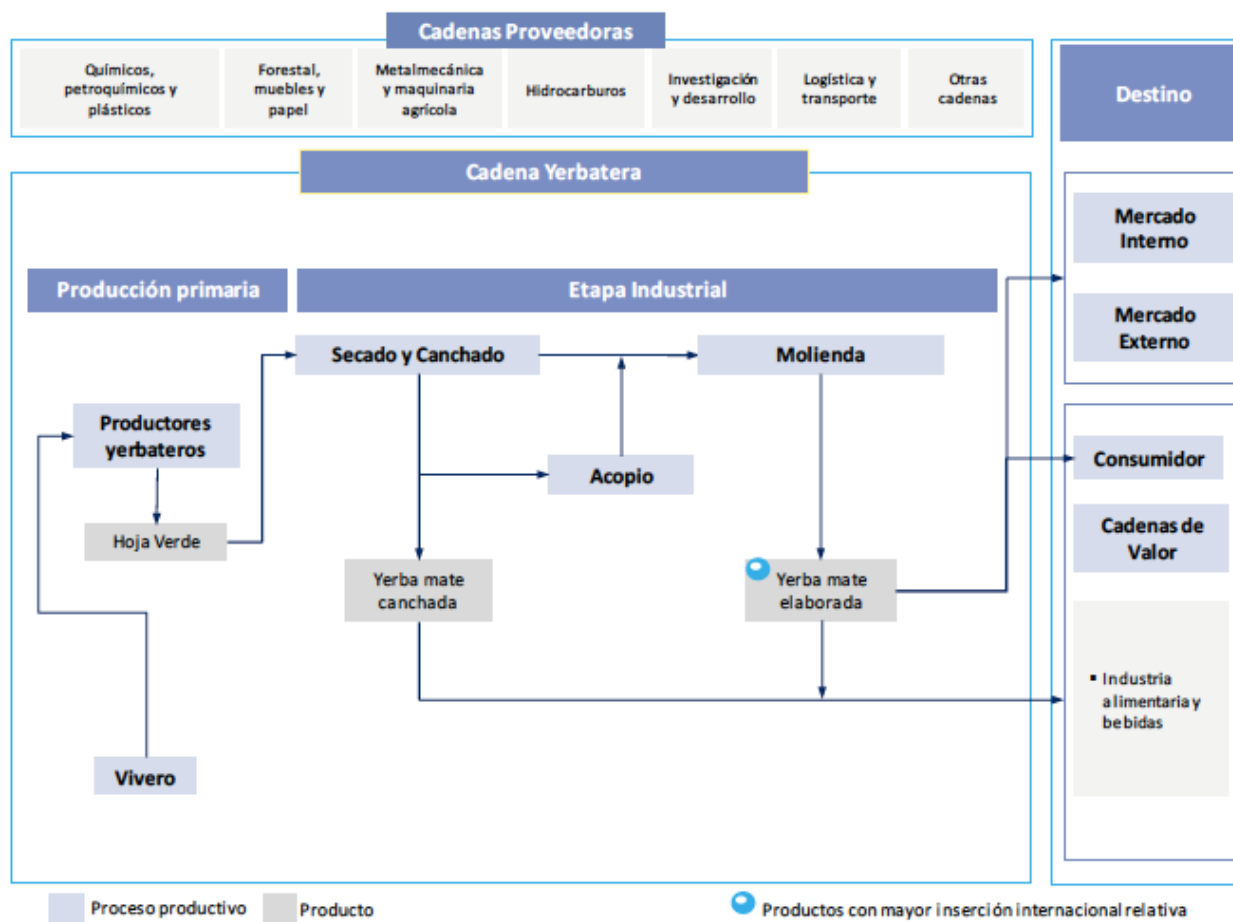 Cadenas Proveedoras
Químicos,
petroquímicos y
plásticos
Forestal,
muebles y
papel
Metalmecánica
y maquinaria
agrícola
Hidrocarburos
Investigación
y desarrollo
Logística y
transporte
Otras
cadenas
Destino
Cadena Yerbatera
Mercado
Interno
Mercado
Externo
Producción primaria
Etapa Industrial
Secado y Canchado
Molienda
Productores
yerbateros
Acopio
Consumidor
Hoja Verde
Cadenas de
Valor
Yerba mate
canchada
Yerba mate
elaborada
▪ Industria
alimentaria y
bebidas
Vivero
Proceso productivo
Producto
Productos con mayor inserción internacional relativa